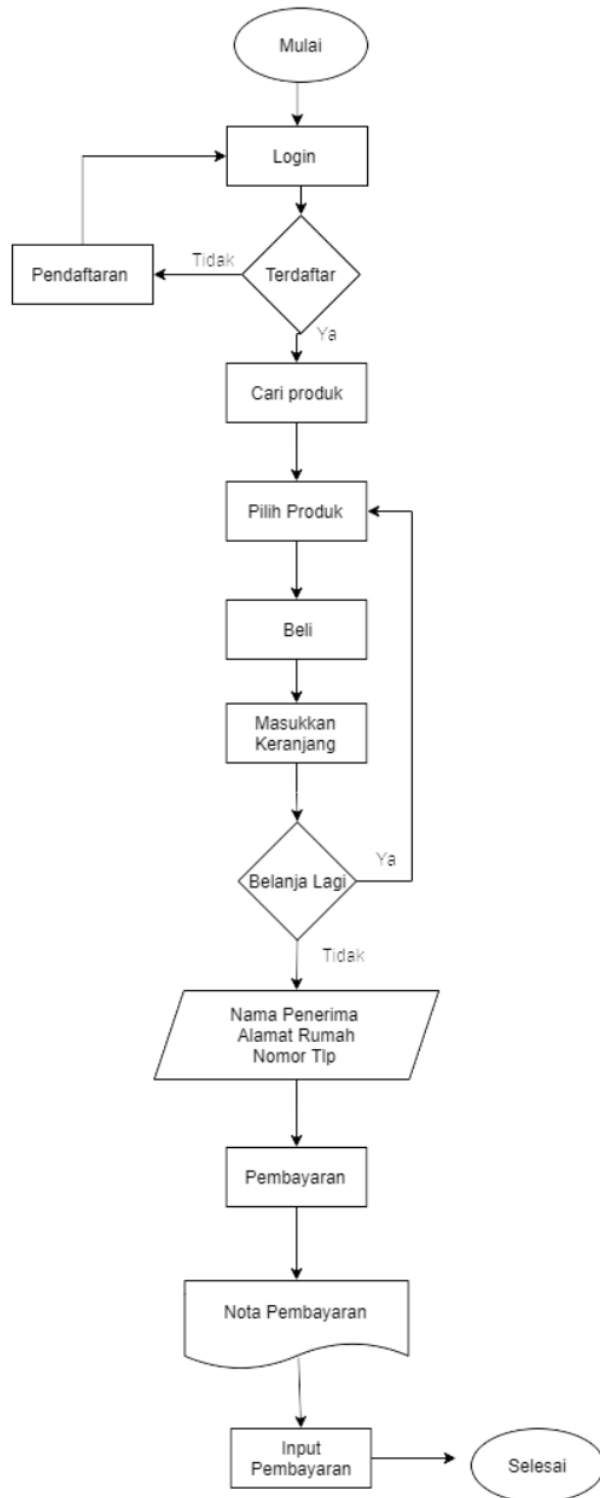 Mulai
Login
Pendaftaran
Tidak
Terdaftar
Ya
Cari produk
Pilih Produk
Beli
Masukkan
Keranjang
Belanja Lagi
Ya
Tidak
Nama Penerima
Alamat Rumah
Nomor Tlp
Pembayaran
Nota Pembayaran
Input
Pembayaran
Selesai